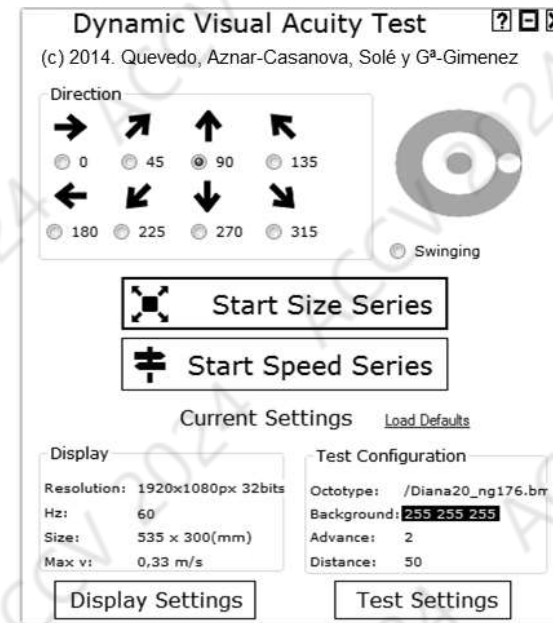 Dynamic Visual Acuity Test
(c) 2014. Quevedo, Aznar-Casanova, Solé y Gª-Gimenez
Direction
0 45 90 135
180 225 270 315
Swinging
Start Size Series
Start Speed Series
Current Settings Load Defaults
Display
Resolution: 1920x1080px 32bits
Hz: 60
Size: 535 x 300(mm)
Max v: 0,33 m/s
Display Settings
Test Configuration
Octotype: /Diana20_ng176.bm
Background: 255 255 255
Advance: 2
Distance: 50
Test Settings
ACCV 2024